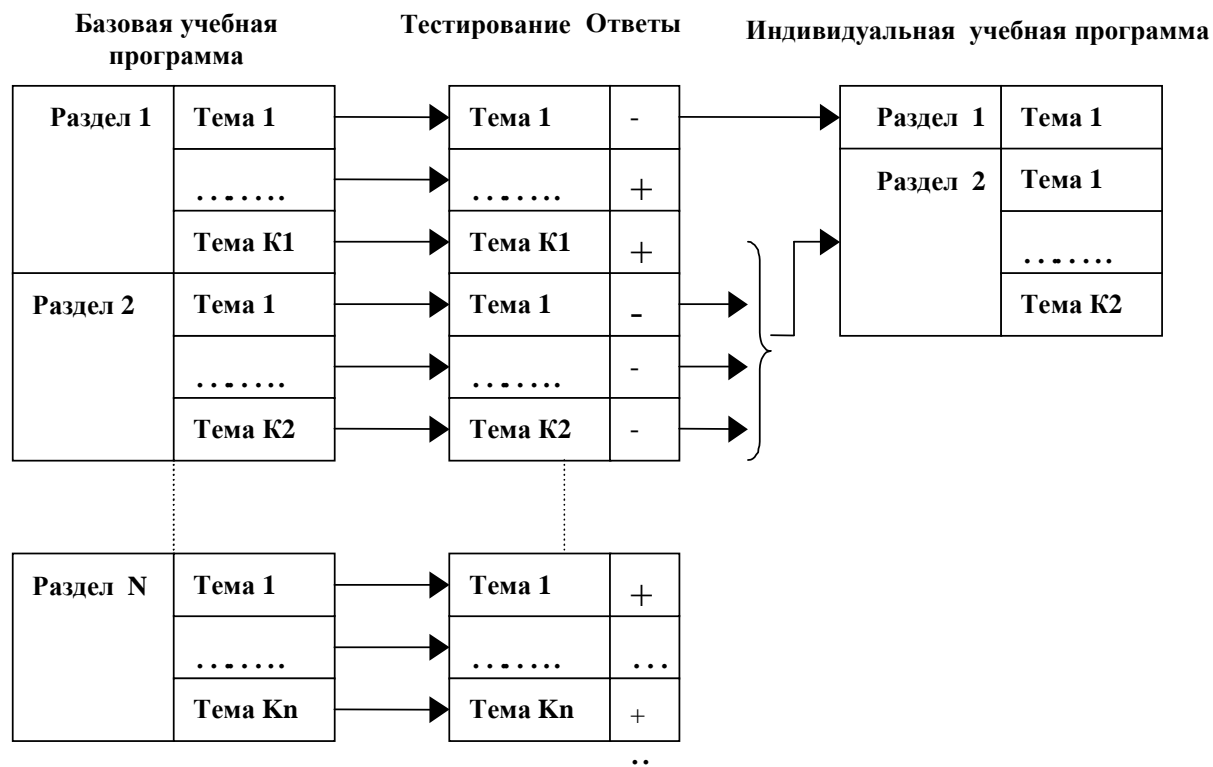 Базовая учебная
программа
Тестирование Ответы
Индивидуальная учебная программа
Раздел 1 Тема 1 Тема 1 - Раздел 1 Тема 1
........ ........ +
Тема К1 Тема К1 +
Раздел 2 Тема 1
........
Тема К2
Раздел 2 Тема 1 Тема 1 -
........ ........ -
Тема К2 Тема К2 -
Раздел N Тема 1 Тема 1 +
........ ........ ...
Тема Kn Тема Kn +
..